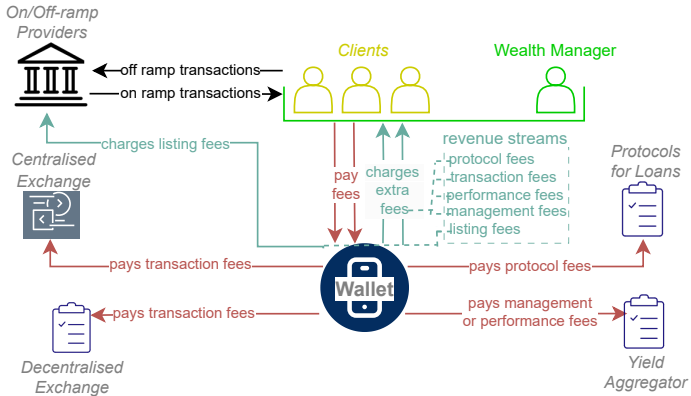 On/Off-ramp
Providers
Clients
Wealth Manager
off ramp transactions
on ramp transactions
charges listing fees
revenue streams
protocol fees
transaction fees
performance fees
management fees
listing fees
pay
fees
charges
extra
fees
Centralised
Exchange
Protocols
for Loans
pays transaction fees
pays protocol fees
Wallet
pays transaction fees
pays management
or performance fees
Decentralised
Exchange
Yield
Aggregator